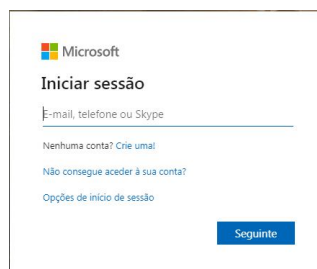 Microsoft
Iniciar sessão
E-mail, telefone ou Skype
Nenhuma conta? Crie uma!
Não consegue aceder à sua conta?
Opções de início de sessão
Seguinte